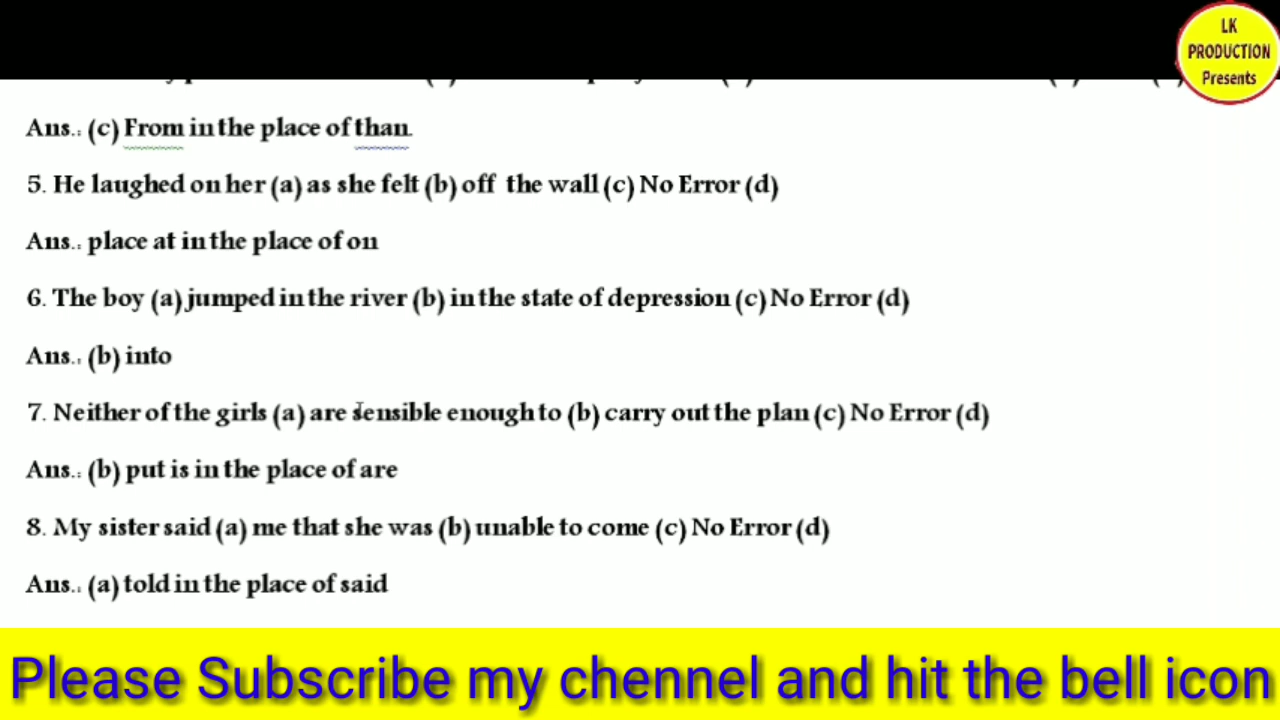 LK
PRODUCTION
Presents
Ans.: (c) From in the place of than.
5. He laughed on her (a) as she felt (b) off the wall (c) No Error (d)
Ans.: place at in the place of on
6. The boy (a) jumped in the river (b) in the state of depression (c) No Error (d)
Ans.: (b) into
7. Neither of the girls (a) are sensible enough to (b) carry out the plan (c) No Error (d)
Ans.: (b) put is in the place of are
8. My sister said (a) me that she was (b) unable to come (c) No Error (d)
Ans.: (a) told in the place of said
Please Subscribe my chennel and hit the bell icon